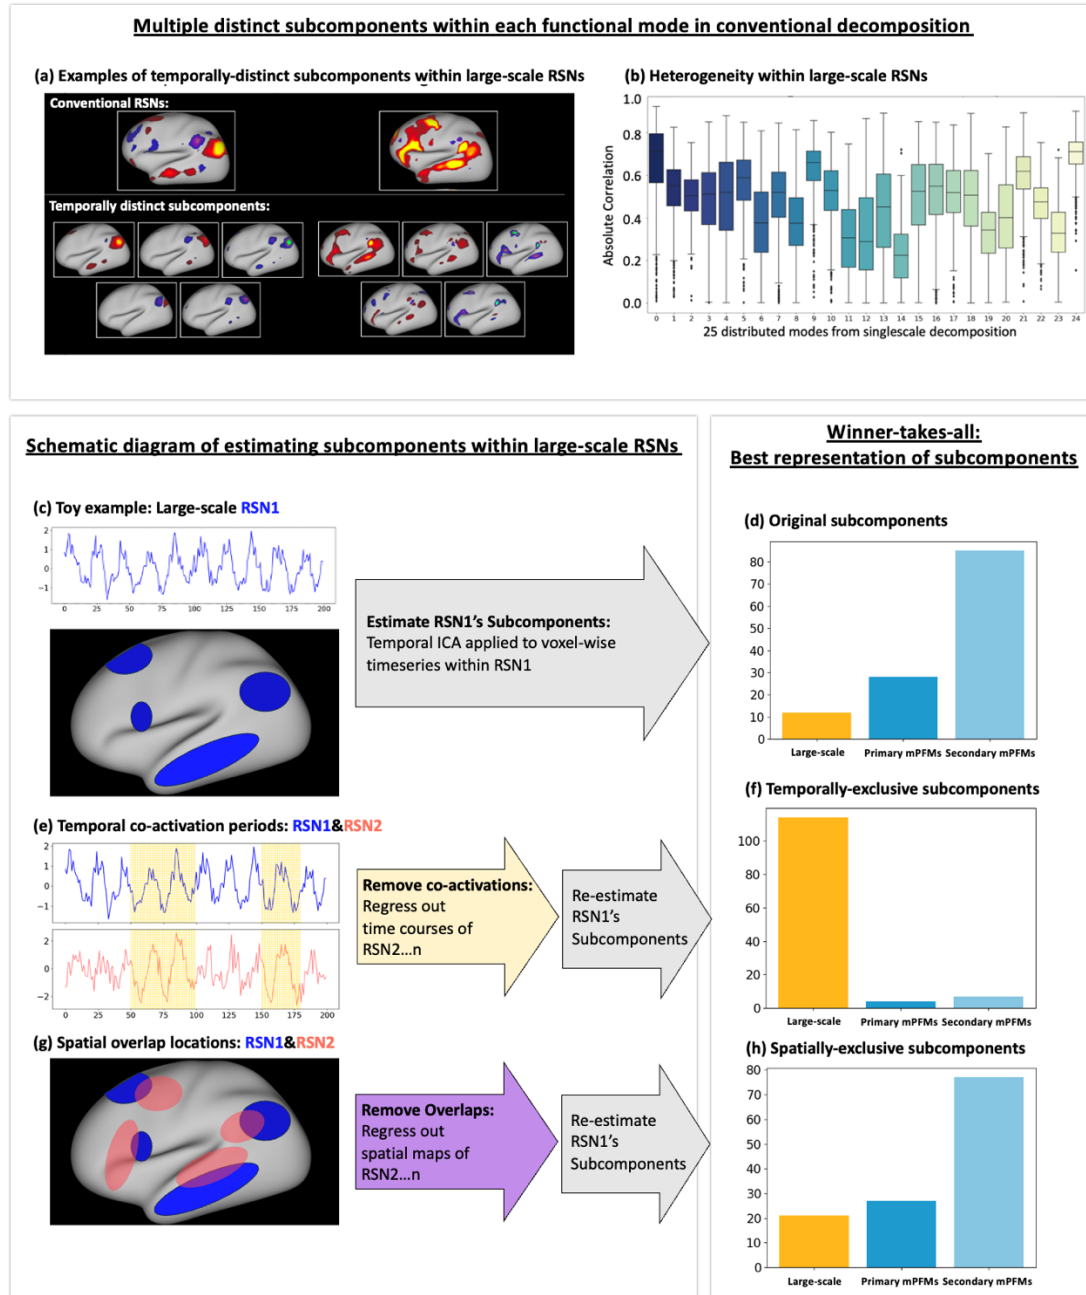 Multiple distinct subcomponents within each functional mode in conventional decomposition
(a) Examples of temporally-distinct subcomponents within large-scale RSNs
Conventional RSNs:
Temporally distinct subcomponents:
(b) Heterogeneity within large-scale RSNs
Absolute Correlation
1.0
0.8
0.6
0.4
0.2
0.0
0 1 2 3 4 5 6 7 8 9 10 11 12 13 14 15 16 17 18 19 20 21 22 23 24
25 distributed modes from singlescale decomposition
Schematic diagram of estimating subcomponents within large-scale RSNs
(c) Toy example: Large-scale RSN1
2
1
0
−1
0 25 50 75 100 125 150 175 200
Estimate RSN1's Subcomponents:
Temporal ICA applied to voxel-wise
timeseries within RSN1
(e) Temporal co-activation periods: RSN1&RSN2
2
1
0
−1
2
0
−2
0 25 50 75 100 125 150 175 200
Remove co-activations:
Regress out
time courses of
RSN2...n
Re-estimate
RSN1's
Subcomponents
(g) Spatial overlap locations: RSN1&RSN2
Remove Overlaps:
Regress out
spatial maps of
RSN2...n
Re-estimate
RSN1's
Subcomponents
Winner-takes-all:
Best representation of subcomponents
(d) Original subcomponents
80
70
60
50
40
30
20
10
0
Large-scale Primary mPFMs Secondary mPFMs
(f) Temporally-exclusive subcomponents
100
80
60
40
20
0
Large-scale Primary mPFMs Secondary mPFMs
(h) Spatially-exclusive subcomponents
80
70
60
50
40
30
20
10
0
Large-scale Primary mPFMs Secondary mPFMs